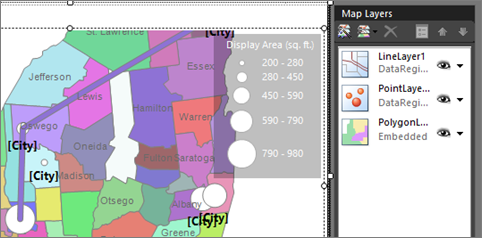 St. Lawrence
[City]
Display Area (sq. ft.)
200 - 280
280 - 450
450 - 590
590 - 790
790 - 980
Essex
Jefferson
Lewis
Hamilton
Warren
Oswego
[City]
Oneida
Fulton
Saratoga
[City]
Madison
Otsego
Albany
[City]
[City]
Greene
Map Layers
LineLayer1
DataRegi...
PointLaye...
DataRegi...
PolygonL...
Embedded